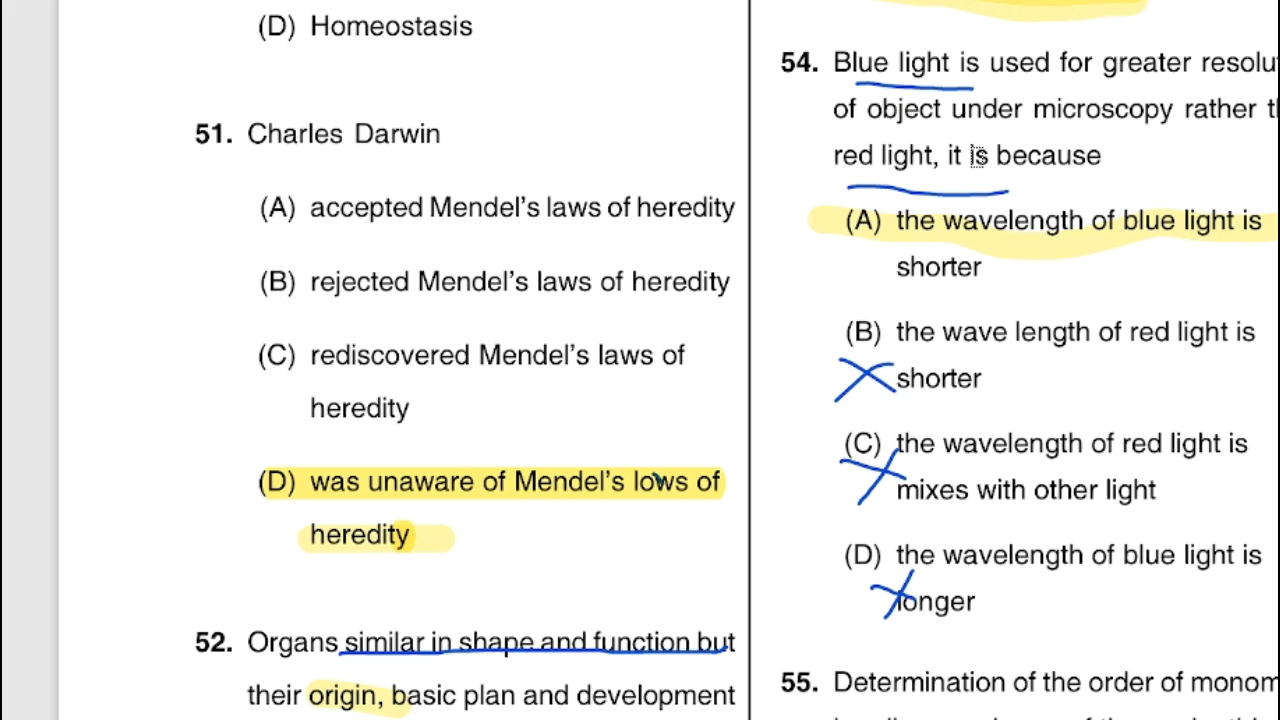 (D) Homeostasis
51. Charles Darwin
(A) accepted Mendel's laws of heredity
(B) rejected Mendel's laws of heredity
(C) rediscovered Mendel's laws of
heredity
(D) was unaware of Mendel's lows of
heredity
52. Organs similar in shape and function but
their origin, basic plan and development
54. Blue light is used for greater resolu
of object under microscopy rather t
red light, it is because
(A) the wavelength of blue light is
shorter
(B) the wave length of red light is
shorter
(C) the wavelength of red light is
mixes with other light
(D) the wavelength of blue light is
longer
55. Determination of the order of monom